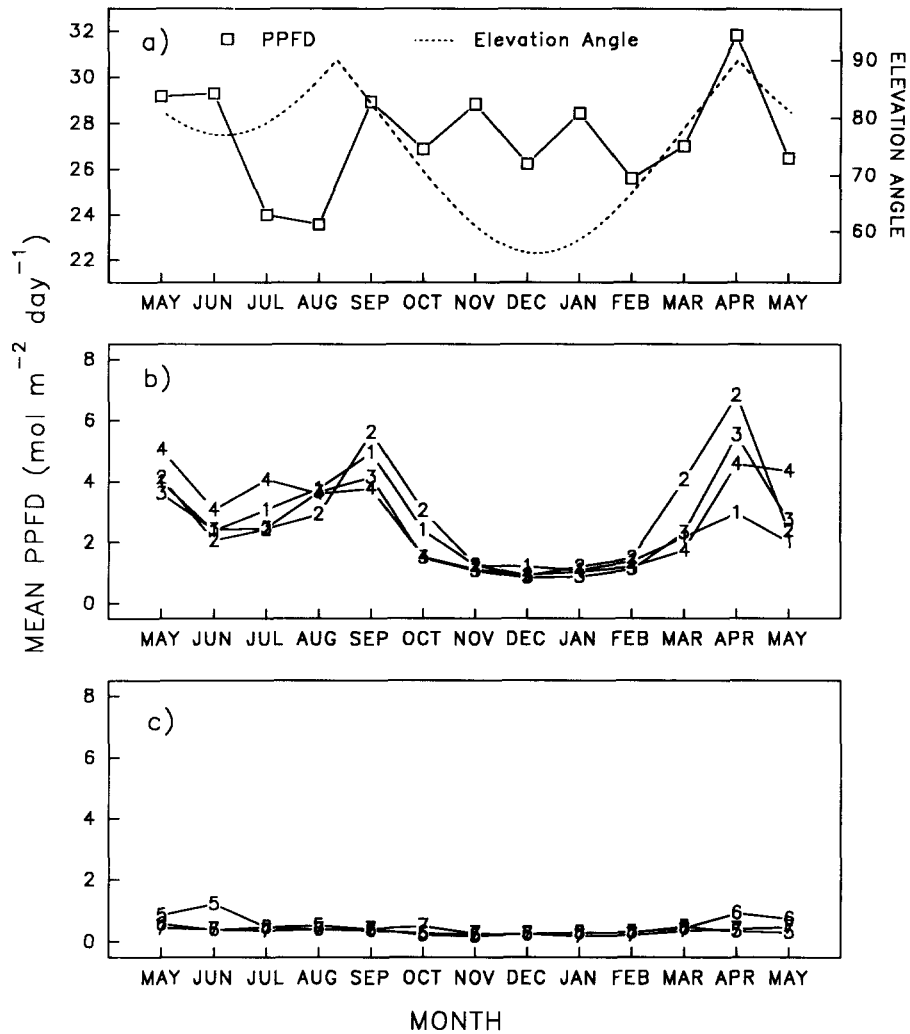 a) PPFD Elevation Angle
32
30
28
26
24
22
90
80
70
60
ELEVATION ANGLE
MAY JUN JUL AUG SEP OCT NOV DEC JAN FEB MAR APR MAY
MEAN PPFD (mol m⁻² day⁻¹)
b)
8
6
4
2
0
MAY JUN JUL AUG SEP OCT NOV DEC JAN FEB MAR APR MAY
c)
8
6
4
2
0
MAY JUN JUL AUG SEP OCT NOV DEC JAN FEB MAR APR MAY
MONTH